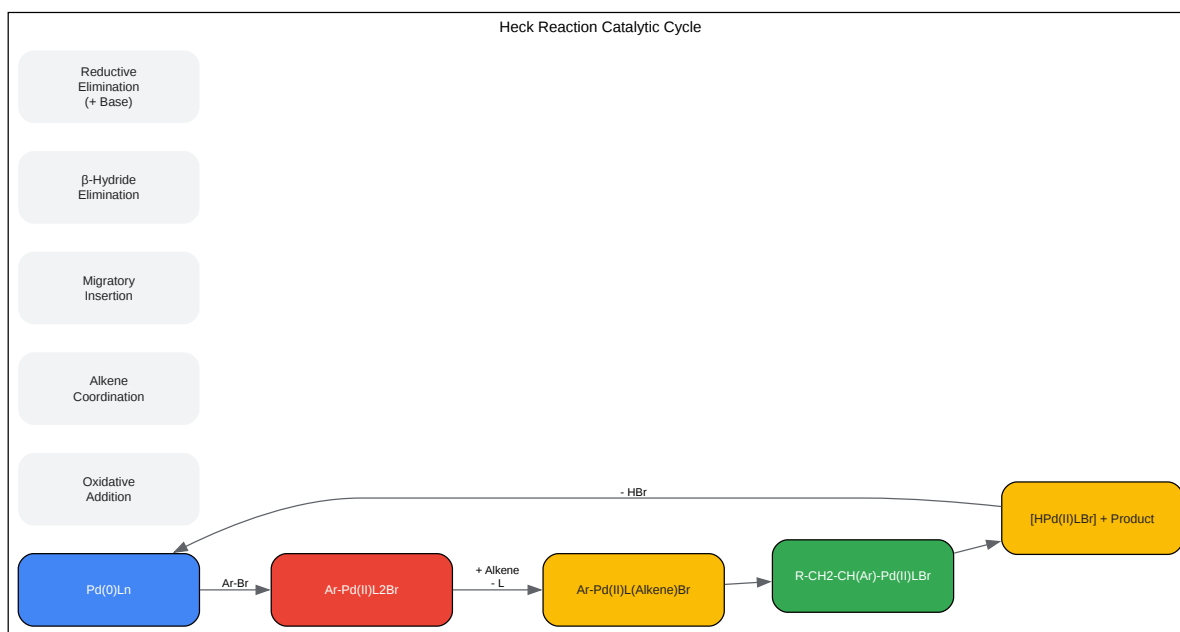 Heck Reaction Catalytic Cycle
Reductive
Elimination
(+ Base)
β-Hydride
Elimination
Migratory
Insertion
Alkene
Coordination
Oxidative
Addition
- HBr
[HPd(II)LBr] + Product
Pd(0)Ln
Ar-Br
Ar-Pd(II)L2Br
+ Alkene
- L
Ar-Pd(II)L(Alkene)Br
R-CH2-CH(Ar)-Pd(II)LBr